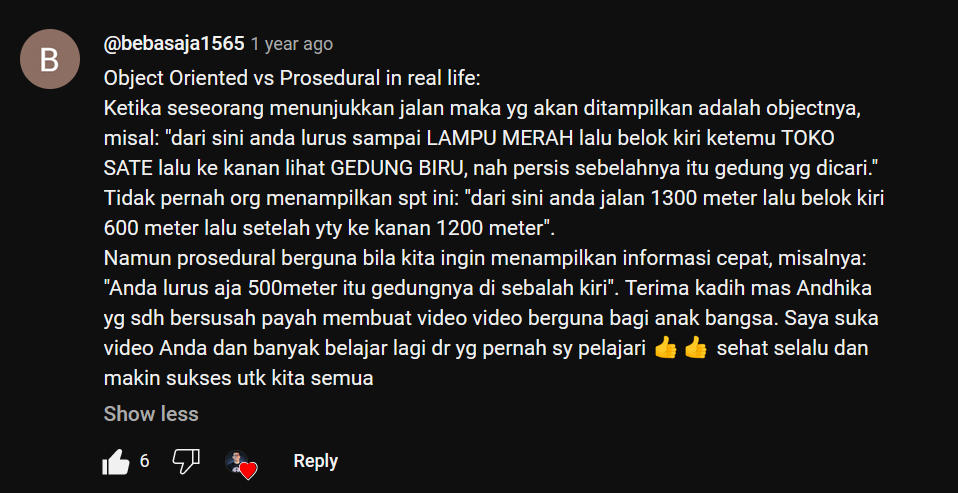 B
@bebasaja1565 1 year ago
Object Oriented vs Prosedural in real life:
Ketika seseorang menunjukkan jalan maka yg akan ditampilkan adalah objectnya,
misal: "dari sini anda lurus sampai LAMPU MERAH lalu belok kiri ketemu TOKO
SATE lalu ke kanan lihat GEDUNG BIRU, nah persis sebelahnya itu gedung yg dicari."
Tidak pernah org menampilkan spt ini: "dari sini anda jalan 1300 meter lalu belok kiri
600 meter lalu setelah yty ke kanan 1200 meter".
Namun prosedural berguna bila kita ingin menampilkan informasi cepat, misalnya:
"Anda lurus aja 500meter itu gedungnya di sebalah kiri". Terima kadih mas Andhika
yg sdh bersusah payah membuat video video berguna bagi anak bangsa. Saya suka
video Anda dan banyak belajar lagi dr yg pernah sy pelajari 👍 👍 sehat selalu dan
makin sukses utk kita semua
Show less
6 Reply